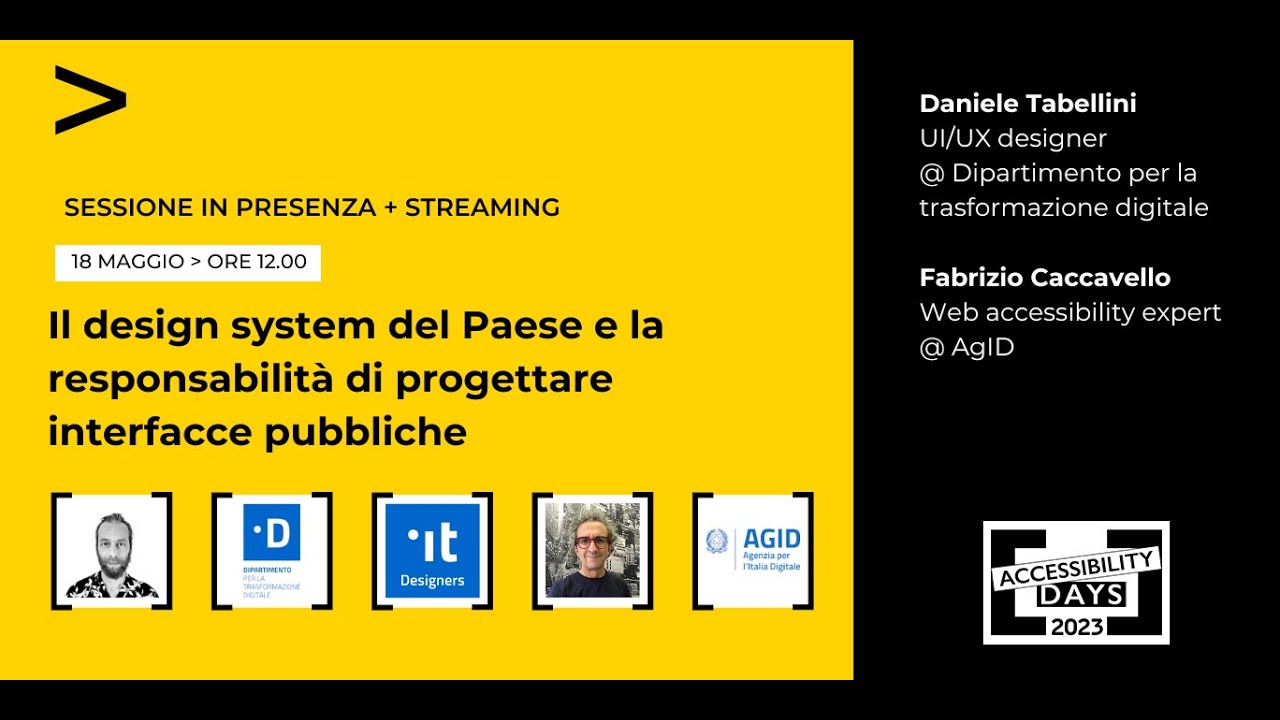 >
SESSIONE IN PRESENZA + STREAMING
18 MAGGIO > ORE 12.00
Il design system del Paese e la
responsabilità di progettare
interfacce pubbliche
·D
DIPARTIMENTO
PER LA
TRASFORMAZIONE
DIGITALE
·it
Designers
AGID
Agenzia per
l'Italia Digitale
Daniele Tabellini
UI/UX designer
@ Dipartimento per la
trasformazione digitale
Fabrizio Caccavello
Web accessibility expert
@ AgID
ACCESSIBILITY
DAYS
2023